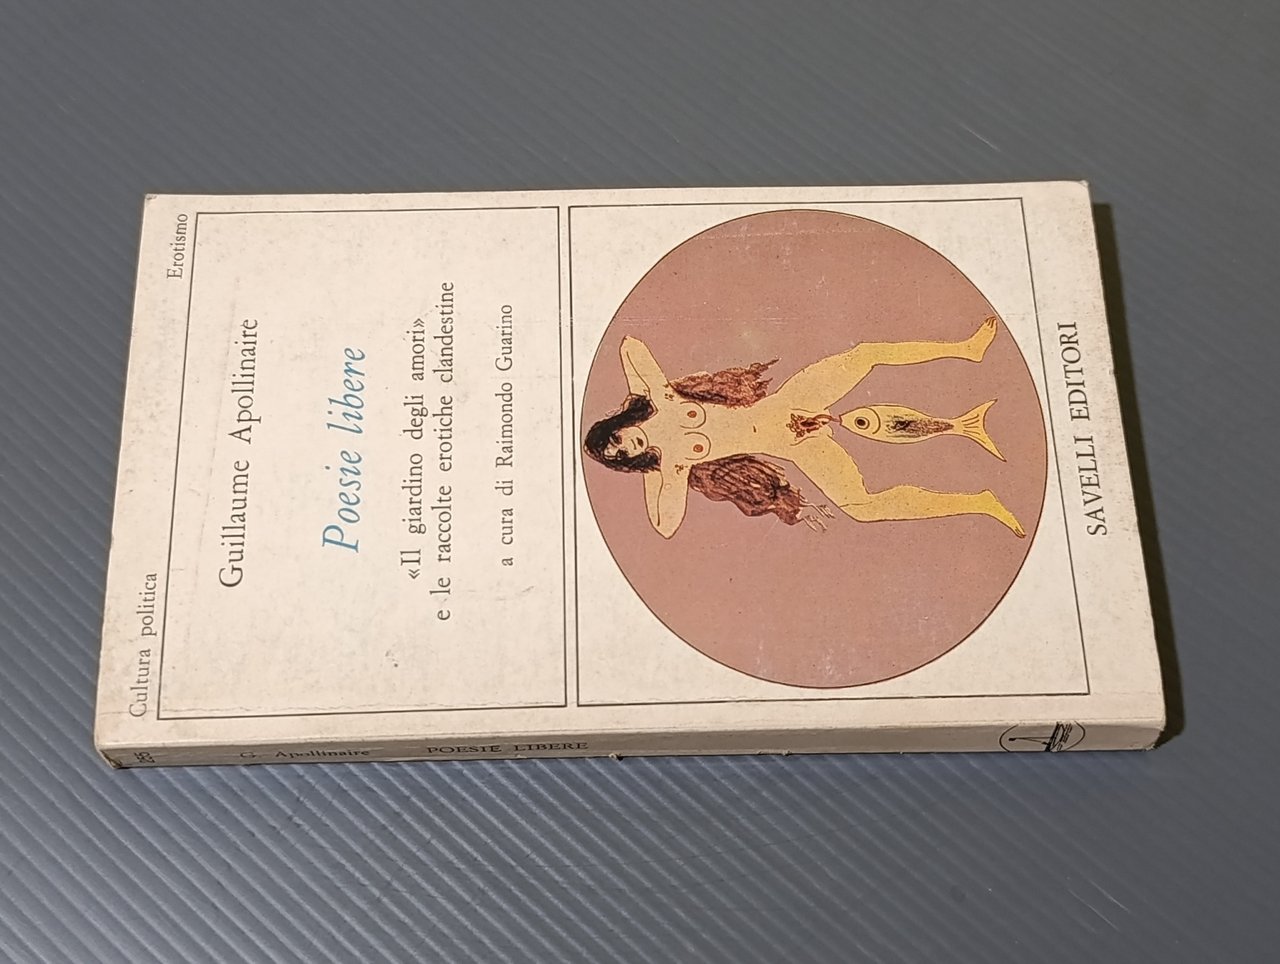 Cultura politica
Erotismo
Guillaume Apollinaire
Poesie libere
«Il giardino degli amori»
e le raccolte erotiche clandestine
a cura di Raimondo Guarino
SAVELLI EDITORI
G. Apollinaire
POESIE LIBERE